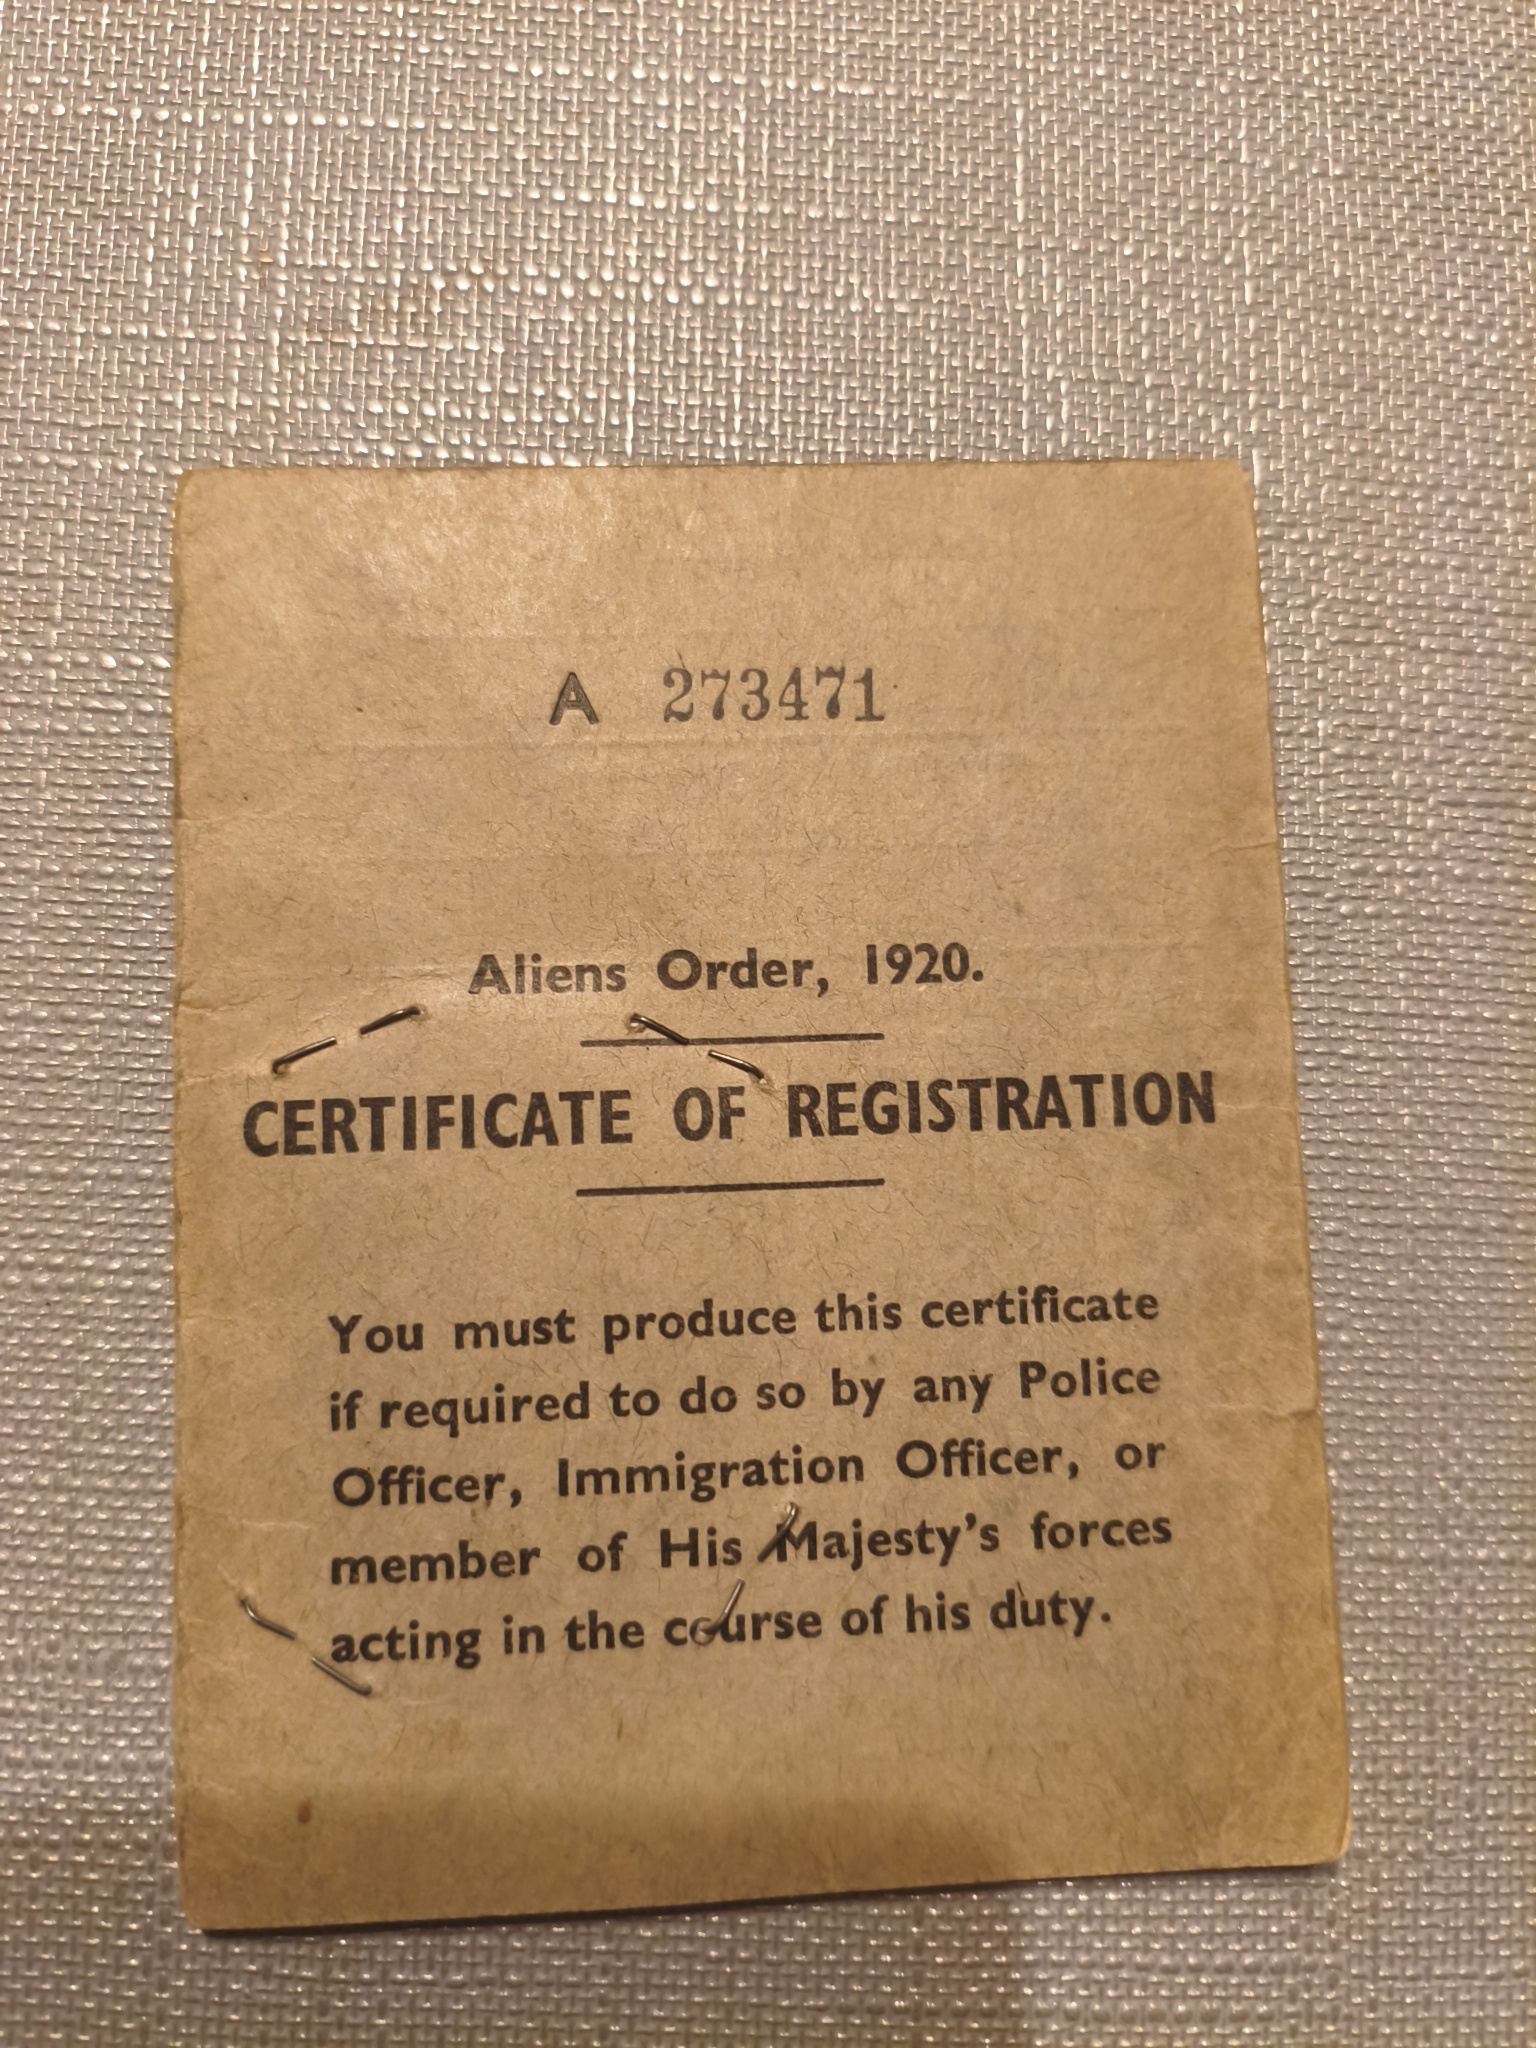 A 273471
Aliens Order, 1920.
CERTIFICATE OF REGISTRATION
You must produce this certificate
if required to do so by any Police
Officer, Immigration Officer, or
member of His Majesty's forces
acting in the course of his duty.